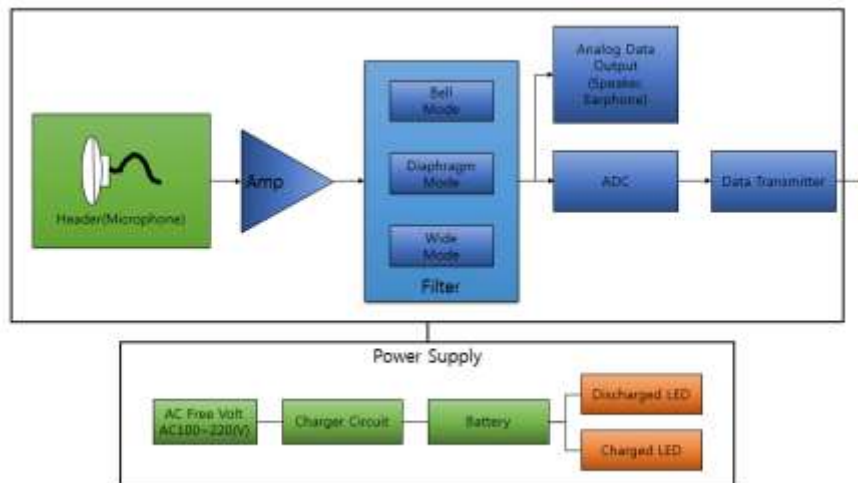 Analog Data
Output
(Speaker,
Earphone)
Bell
Mode
Header(Microphone)
Amp
Diaphragm
Mode
ADC
Data Transmitter
Wide
Mode
Filter
Power Supply
AC Free Volt
AC100~220(V)
Charger Circuit
Battery
Discharged LED
Charged LED